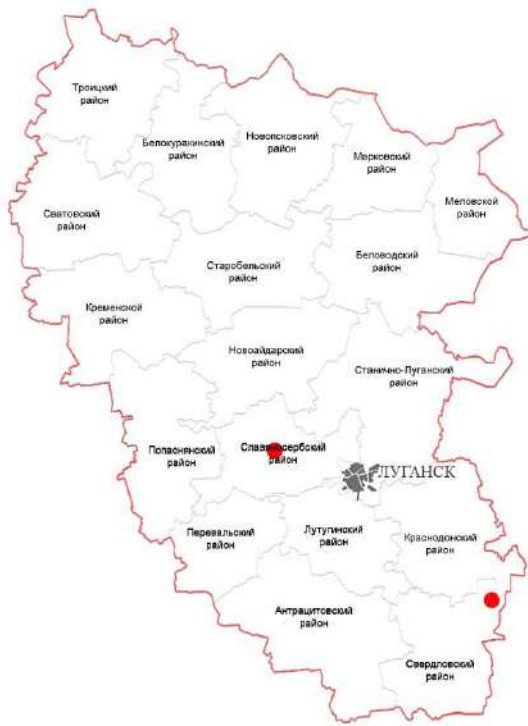 Троицкий
район
Белокуракинский
район
Новопсковский
район
Марковский
район
Меловской
район
Сватовский
район
Старобельский
район
Беловодский
район
Кременской
район
Новоайдарский
район
Станично-Луганский
район
Попаснянский
район
Славяносербский
район
ЛУГАНСК
Перевальский
район
Лутугинский
район
Краснодонский
район
Антрацитовский
район
Свердловский
район